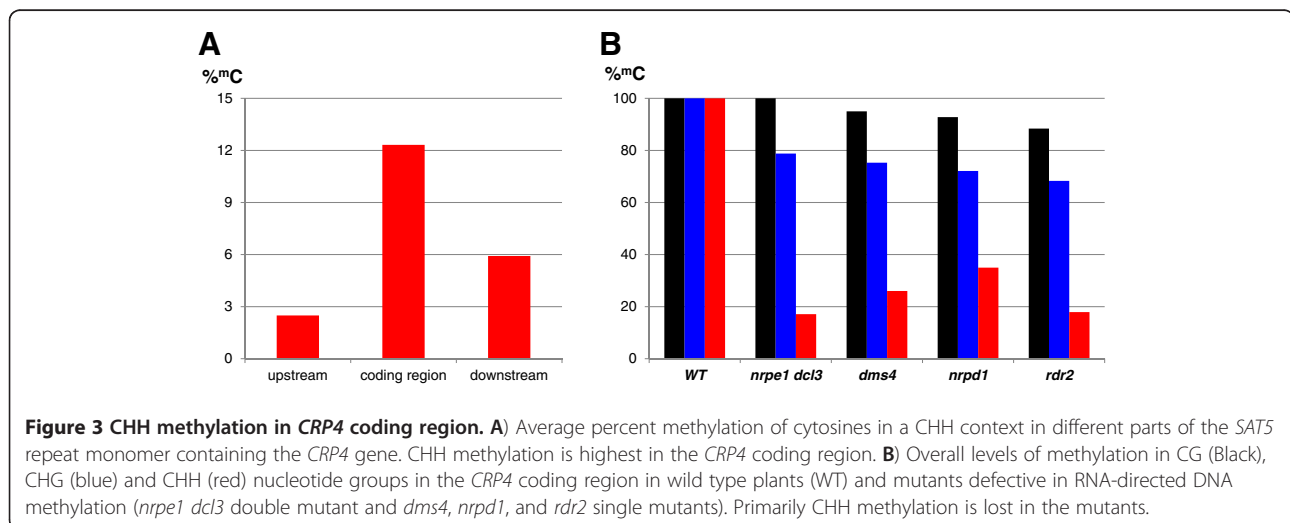 A
%mC
15
12
9
6
3
0
upstream coding region downstream
B
%mC
100
80
60
40
20
0
WT nrpe1 dcl3 dms4 nrpd1 rdr2
Figure 3 CHH methylation in CRP4 coding region. A) Average percent methylation of cytosines in a CHH context in different parts of the SAT5
repeat monomer containing the CRP4 gene. CHH methylation is highest in the CRP4 coding region. B) Overall levels of methylation in CG (Black),
CHG (blue) and CHH (red) nucleotide groups in the CRP4 coding region in wild type plants (WT) and mutants defective in RNA-directed DNA
methylation (nrpe1 dcl3 double mutant and dms4, nrpd1, and rdr2 single mutants). Primarily CHH methylation is lost in the mutants.